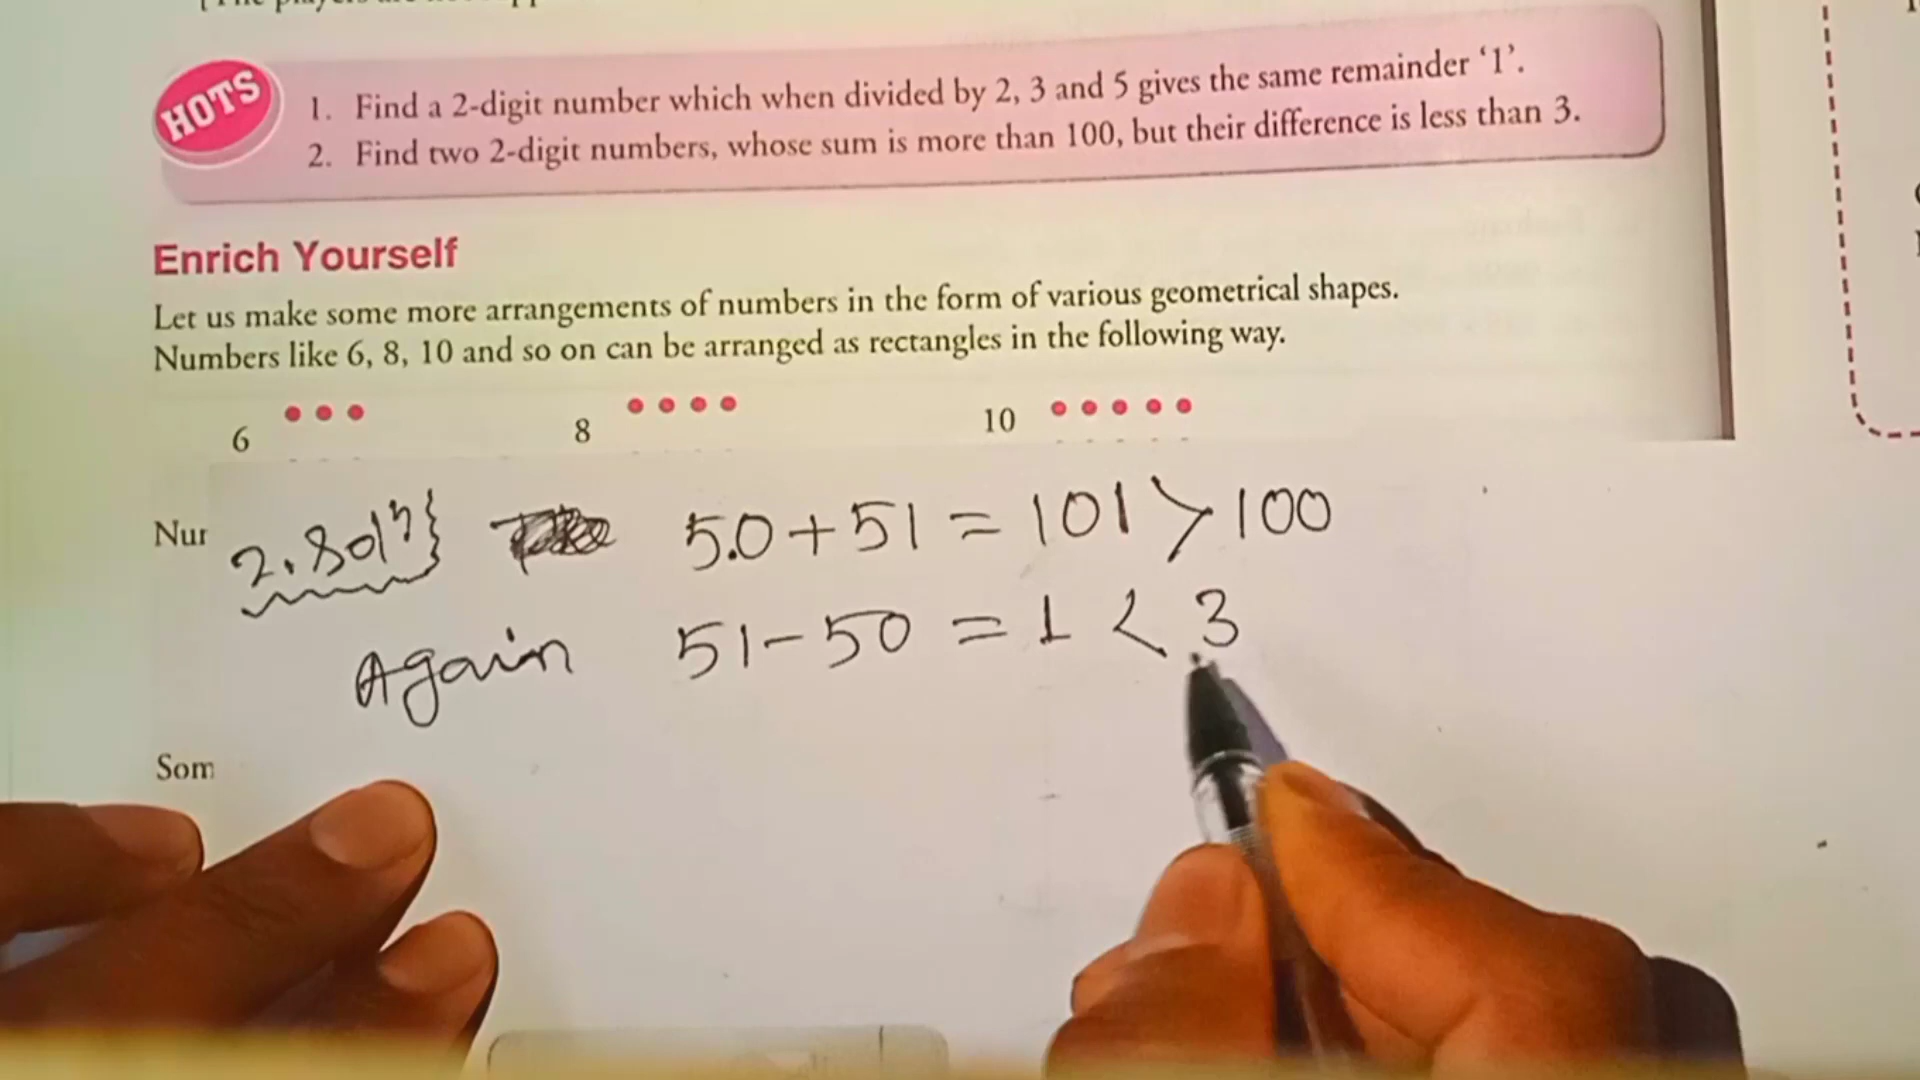 HOTS
1. Find a 2-digit number which when divided by 2, 3 and 5 gives the same remainder ‘1’.
2. Find two 2-digit numbers, whose sum is more than 100, but their difference is less than 3.
Enrich Yourself
Let us make some more arrangements of numbers in the form of various geometrical shapes.
Numbers like 6, 8, 10 and so on can be arranged as rectangles in the following way.
6 8 10
Nur
2. Soln} 50 + 51 = 101 > 100
Again 51 - 50 = 1 < 3
Som